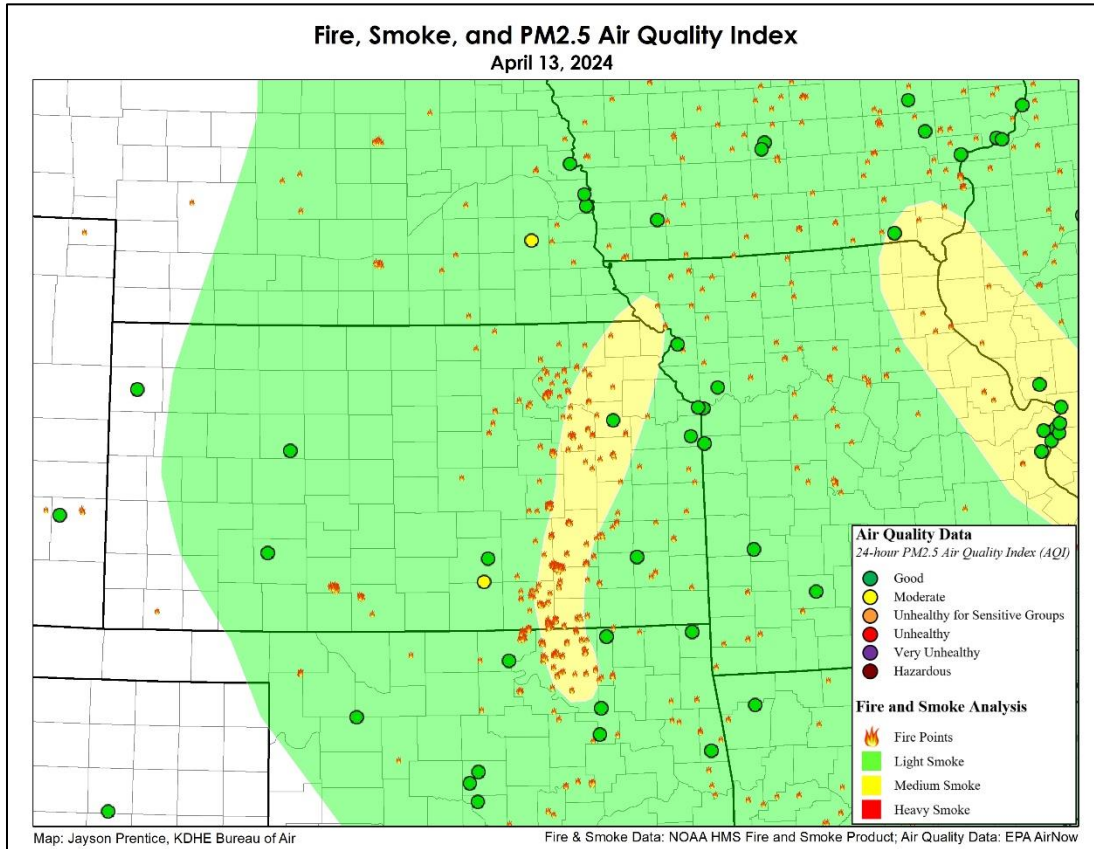 Fire, Smoke, and PM2.5 Air Quality Index
April 13, 2024
Air Quality Data
24-hour PM2.5 Air Quality Index (AQI)
Good
Moderate
Unhealthy for Sensitive Groups
Unhealthy
Very Unhealthy
Hazardous
Fire and Smoke Analysis
Fire Points
Light Smoke
Medium Smoke
Heavy Smoke
Map: Jayson Prentice, KDHE Bureau of Air
Fire & Smoke Data: NOAA HMS Fire and Smoke Product; Air Quality Data: EPA AirNow